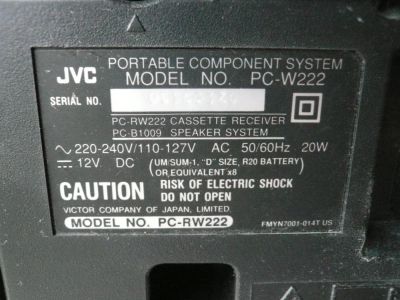 JVC
PORTABLE COMPONENT SYSTEM
MODEL NO. PC-W222
SERIAL NO.
PC-RW222 CASSETTE RECEIVER
PC-B1009 SPEAKER SYSTEM
220-240V/110-127V AC 50/60Hz 20W
12V DC (UM/SUM-1, "D" SIZE, R20 BATTERY)
OR, EQUIVALENT x8
CAUTION
RISK OF ELECTRIC SHOCK
DO NOT OPEN
VICTOR COMPANY OF JAPAN, LIMITED
MODEL NO. PC-RW222
FMYN7001-014T US